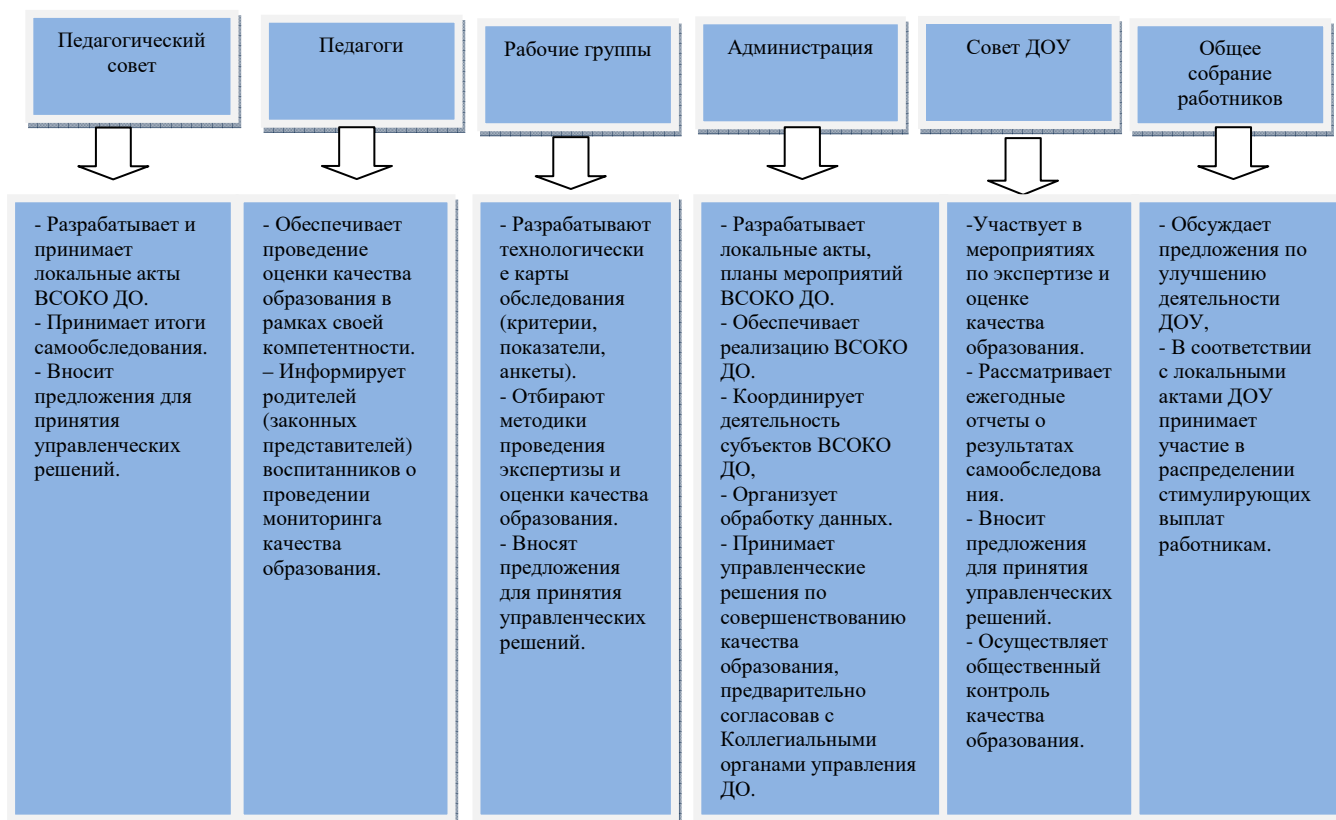 Педагогический
совет
Педагоги
Рабочие группы
Администрация
Совет ДОУ
Общее
собрание
работников
- Разрабатывает и
принимает
локальные акты
ВСОКО ДО.
- Принимает итоги
самообследования.
- Вносит
предложения для
принятия
управленческих
решений.
- Обеспечивает
проведение
оценки качества
образования в
рамках своей
компетентности.
– Информирует
родителей
(законных
представителей)
воспитанников о
проведении
мониторинга
качества
образования.
- Разрабатывают
технологически
е карты
обследования
(критерии,
показатели,
анкеты).
- Отбирают
методики
проведения
экспертизы и
оценки качества
образования.
- Вносят
предложения
для принятия
управленческих
решений.
- Разрабатывает
локальные акты,
планы мероприятий
ВСОКО ДО.
- Обеспечивает
реализацию ВСОКО
ДО.
- Координирует
деятельность
субъектов ВСОКО
ДО,
- Организует
обработку данных.
- Принимает
управленческие
решения по
совершенствованию
качества
образования,
предварительно
согласовав с
Коллегиальными
органами управления
ДО.
-Участвует в
мероприятиях
по экспертизе и
оценке
качества
образования.
- Рассматривает
ежегодные
отчеты о
результатах
самообследова
ния.
- Вносит
предложения
для принятия
управленческих
решений.
- Осуществляет
общественный
контроль
качества
образования.
- Обсуждает
предложения по
улучшению
деятельности
ДОУ,
- В соответствии
с локальными
актами ДОУ
принимает
участие в
распределении
стимулирующих
выплат
работникам.